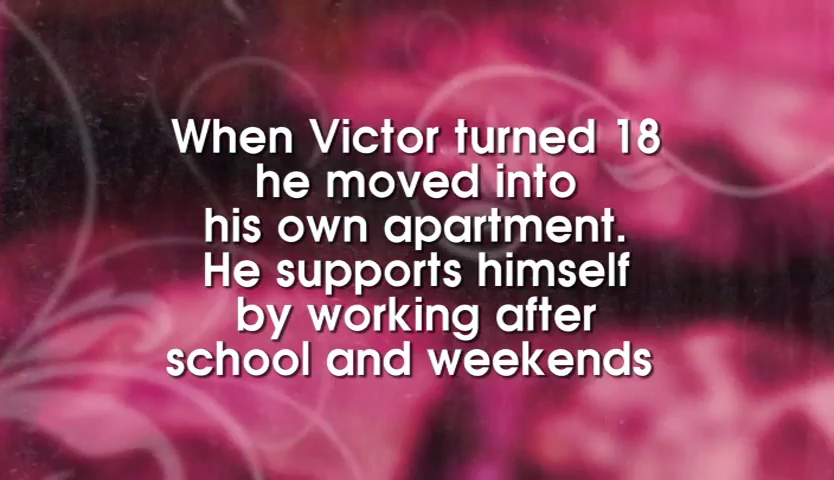 When Victor turned 18
he moved into
his own apartment.
He supports himself
by working after
school and weekends